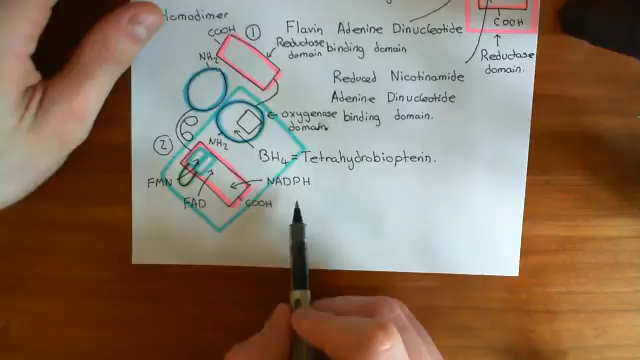 Homodimer
COOH
①
Flavin Adenine Dinucleotide
COOH
Reductase binding domain
domain
NH2
Reductase
domain.
Reduced Nicotinamide
Adenine Dinucleotide
oxygenase binding domain.
domain
NH2
②
BH4 = Tetrahydrobiopterin.
FMN
NADPH
FAD
COOH